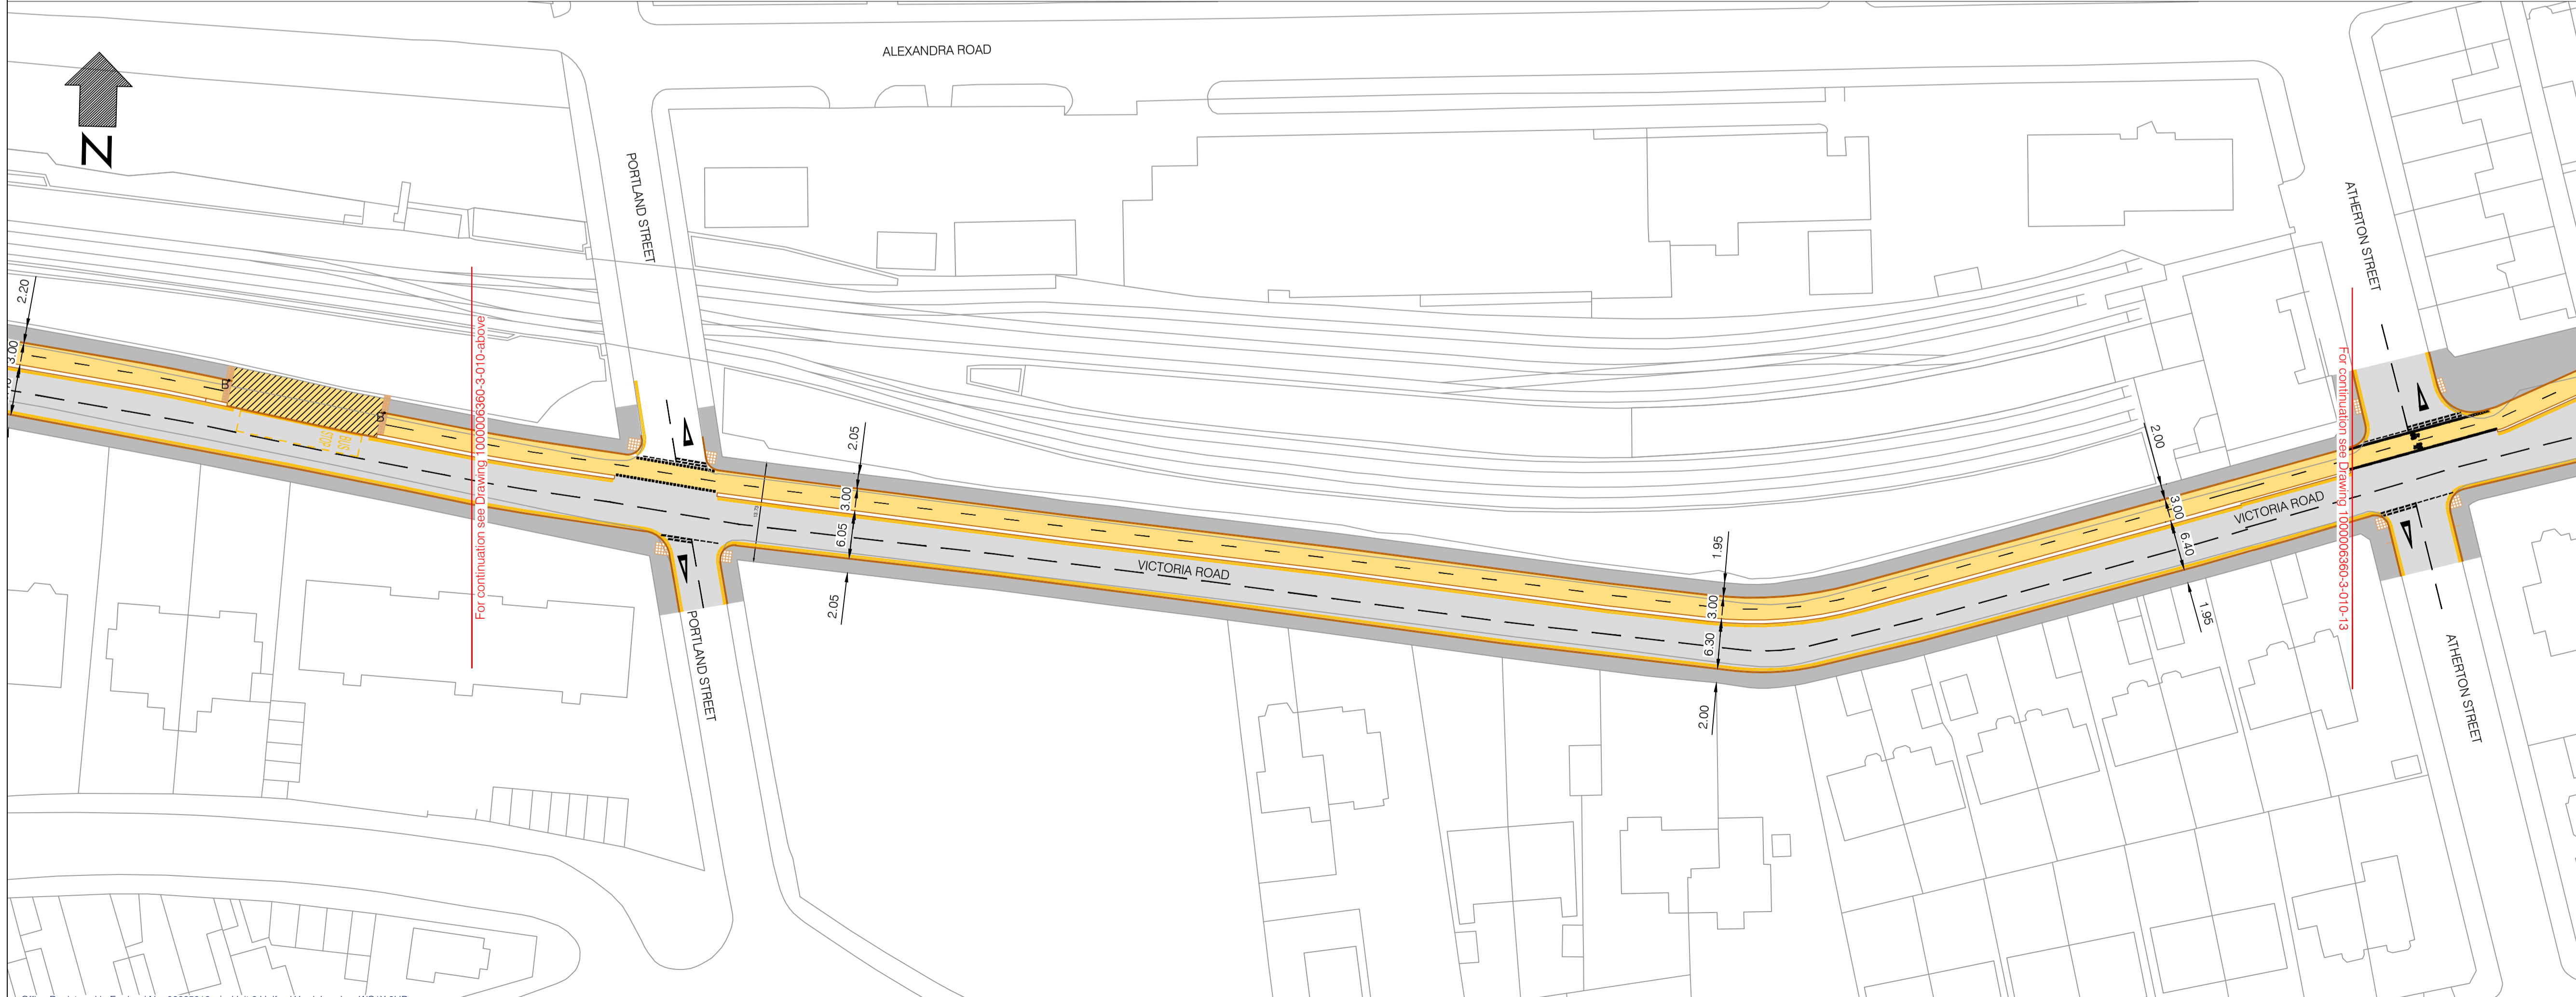 ALEXANDRA ROAD
N
PORTLAND STREET
ATHERTON STREET
2.20
3.00
For continuation see Drawing 1000006360-3-010-above
BUS
STOP
2.05
3.00
6.05
2.05
VICTORIA ROAD
1.95
3.00
6.30
2.00
2.00
3.00
6.40
1.95
VICTORIA ROAD
For continuation see Drawing 1000006360-3-010-13
PORTLAND STREET
ATHERTON STREET